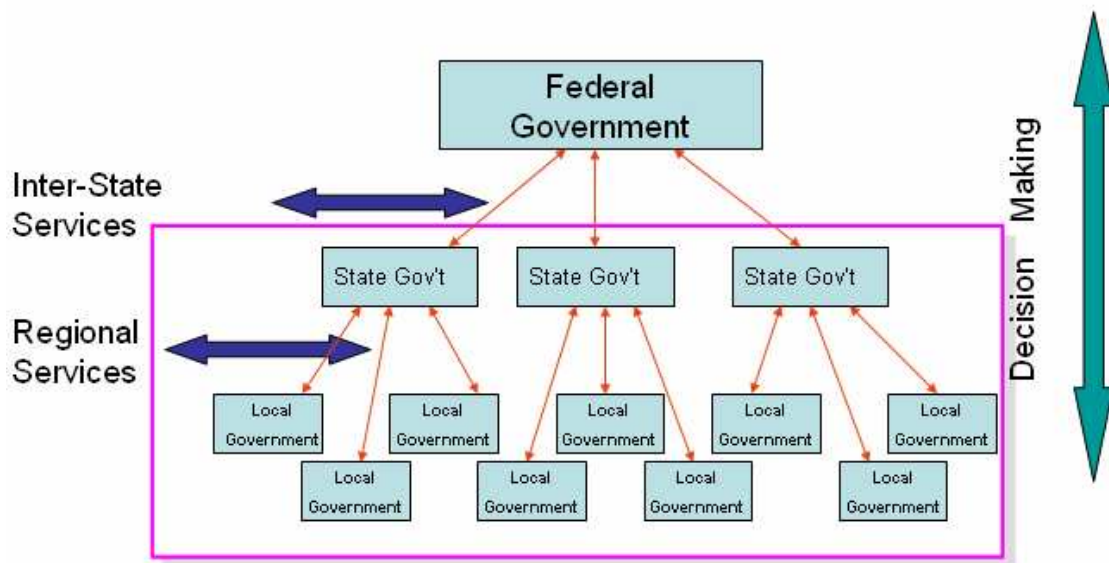 Federal
Government
Inter-State
Services
State Gov't
State Gov't
State Gov't
Regional
Services
Decision Making
Local
Government
Local
Government
Local
Government
Local
Government
Local
Government
Local
Government
Local
Government
Local
Government
Local
Government